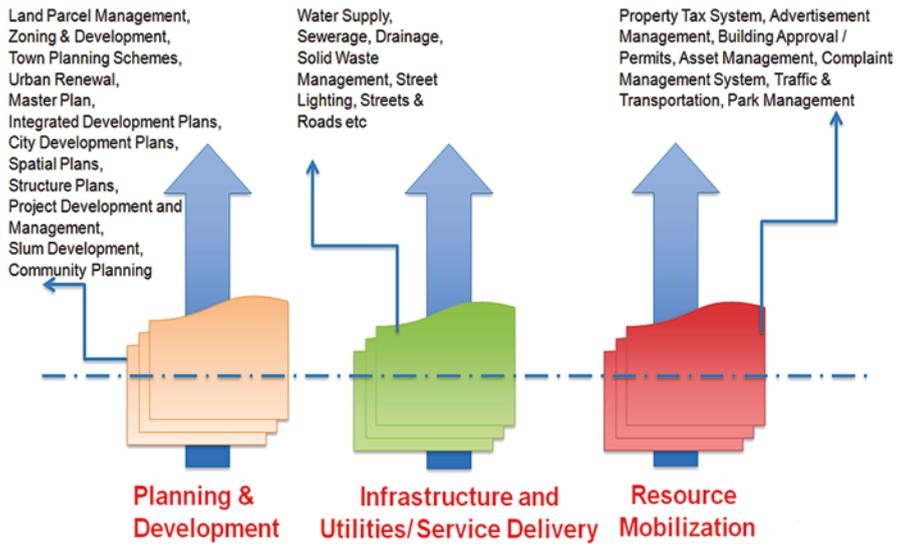 Land Parcel Management,
Zoning & Development,
Town Planning Schemes,
Urban Renewal,
Master Plan,
Integrated Development Plans,
City Development Plans,
Spatial Plans,
Structure Plans,
Project Development and
Management,
Slum Development,
Community Planning
Water Supply,
Sewerage, Drainage,
Solid Waste
Management, Street
Lighting, Streets &
Roads etc
Property Tax System, Advertisement
Management, Building Approval /
Permits, Asset Management, Complaint
Management System, Traffic &
Transportation, Park Management
Planning &
Development
Infrastructure and
Utilities/ Service Delivery
Resource
Mobilization